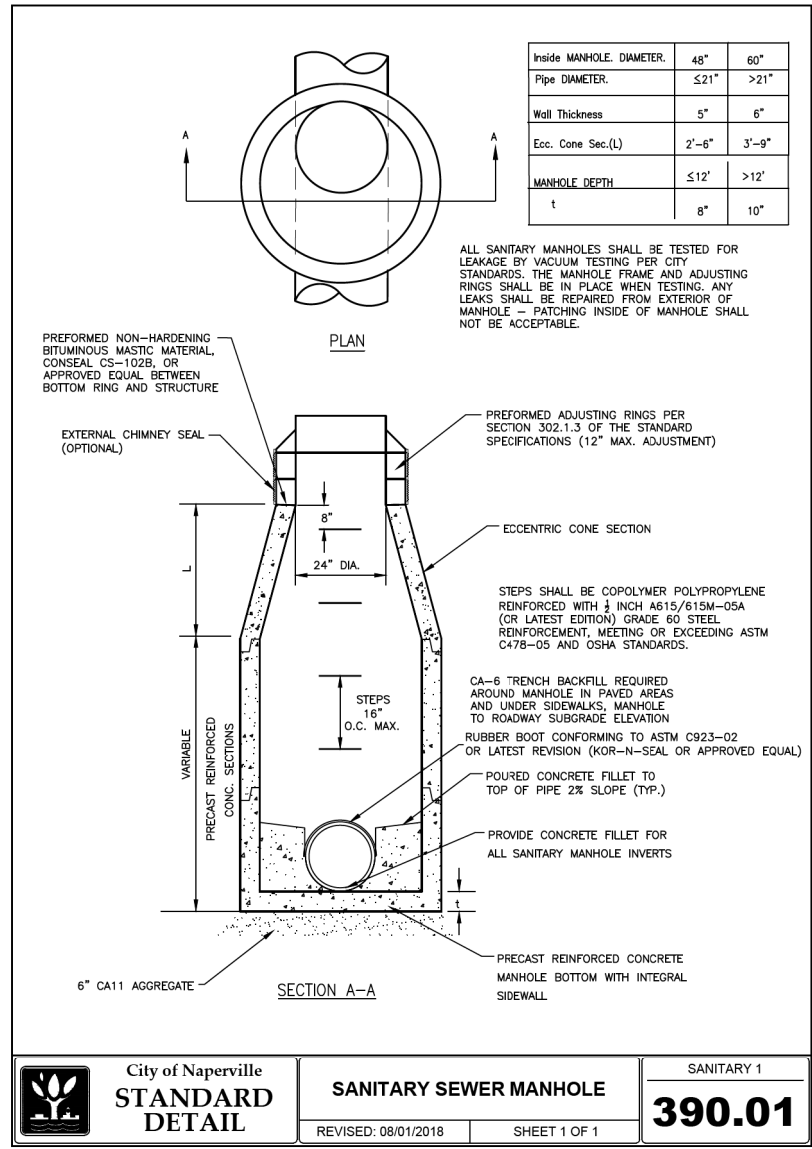 Inside MANHOLE. DIAMETER. 48" 60"
Pipe DIAMETER. ≤21" >21"
Wall Thickness 5" 6"
Ecc. Cone Sec.(L) 2'-6" 3'-9"
MANHOLE DEPTH ≤12' >12'
t 8" 10"
A
A
ALL SANITARY MANHOLES SHALL BE TESTED FOR
LEAKAGE BY VACUUM TESTING PER CITY
STANDARDS. THE MANHOLE FRAME AND ADJUSTING
RINGS SHALL BE IN PLACE WHEN TESTING. ANY
LEAKS SHALL BE REPAIRED FROM EXTERIOR OF
MANHOLE – PATCHING INSIDE OF MANHOLE SHALL
NOT BE ACCEPTABLE.
PLAN
PREFORMED NON-HARDENING
BITUMINOUS MASTIC MATERIAL,
CONSEAL CS-102B, OR
APPROVED EQUAL BETWEEN
BOTTOM RING AND STRUCTURE
EXTERNAL CHIMNEY SEAL
(OPTIONAL)
PREFORMED ADJUSTING RINGS PER
SECTION 302.1.3 OF THE STANDARD
SPECIFICATIONS (12" MAX. ADJUSTMENT)
8"
24" DIA.
L
ECCENTRIC CONE SECTION
STEPS SHALL BE COPOLYMER POLYPROPYLENE
REINFORCED WITH ½ INCH A615/615M-05A
(OR LATEST EDITION) GRADE 60 STEEL
REINFORCEMENT, MEETING OR EXCEEDING ASTM
C478-05 AND OSHA STANDARDS.
STEPS
16"
O.C. MAX.
VARIABLE
PRECAST REINFORCED
CONC. SECTIONS
CA-6 TRENCH BACKFILL REQUIRED
AROUND MANHOLE IN PAVED AREAS
AND UNDER SIDEWALKS, MANHOLE
TO ROADWAY SUBGRADE ELEVATION
RUBBER BOOT CONFORMING TO ASTM C923-02
OR LATEST REVISION (KOR-N-SEAL OR APPROVED EQUAL)
POURED CONCRETE FILLET TO
TOP OF PIPE 2% SLOPE (TYP.)
PROVIDE CONCRETE FILLET FOR
ALL SANITARY MANHOLE INVERTS
t
PRECAST REINFORCED CONCRETE
MANHOLE BOTTOM WITH INTEGRAL
SIDEWALL
6" CA11 AGGREGATE
SECTION A-A
City of Naperville
STANDARD
DETAIL
SANITARY SEWER MANHOLE
REVISED: 08/01/2018
SHEET 1 OF 1
SANITARY 1
390.01